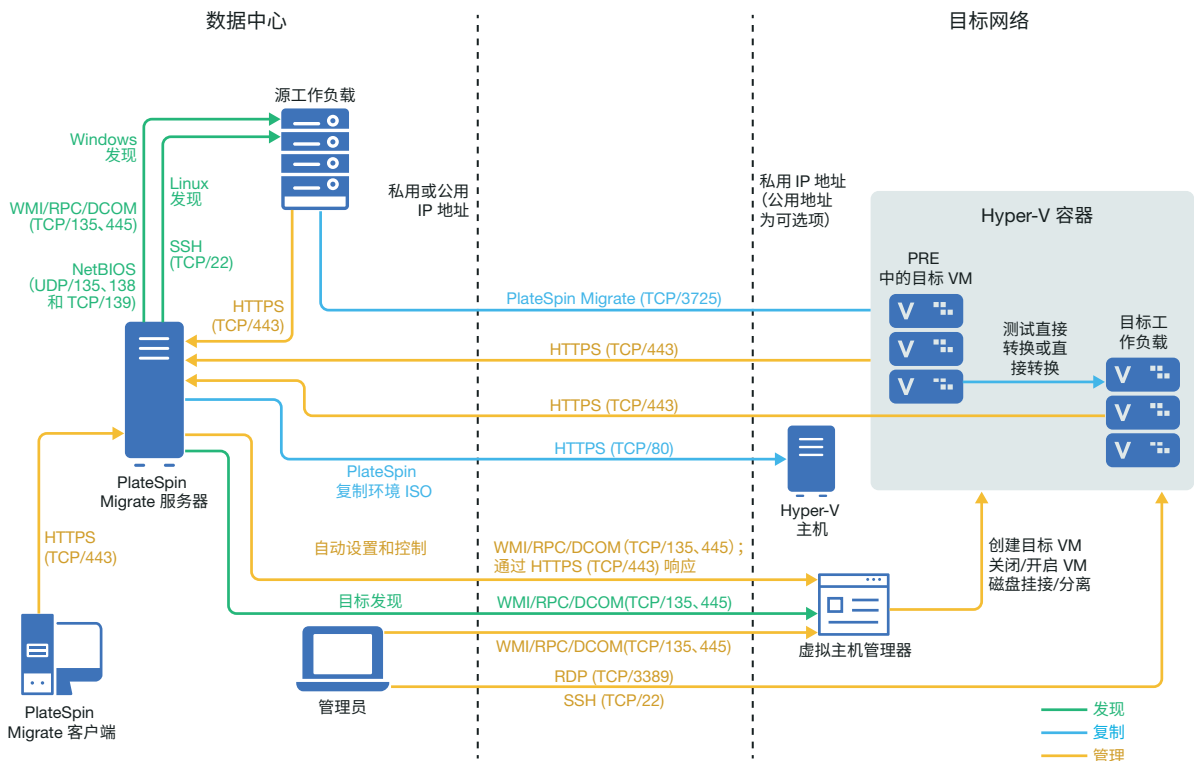 数据中心
目标网络
源工作负载
Windows
发现
Linux
发现
WMI/RPC/DCOM
(TCP/135、445)
SSH
(TCP/22)
NetBIOS
（UDP/135、138
和 TCP/139）
HTTPS
(TCP/443)
私用或公用
IP 地址
私用 IP 地址
（公用地址
为可选项）
Hyper-V 容器
PRE
中的目标 VM
V
V
V
测试直接
转换或直
接转换
目标工
作负载
V
V
V
PlateSpin Migrate (TCP/3725)
HTTPS (TCP/443)
HTTPS (TCP/443)
HTTPS (TCP/80)
PlateSpin
复制环境 ISO
PlateSpin
Migrate 服务器
Hyper-V
主机
HTTPS
(TCP/443)
自动设置和控制
WMI/RPC/DCOM（TCP/135、445）；
通过 HTTPS (TCP/443) 响应
创建目标 VM
关闭/开启 VM
磁盘挂接/分离
目标发现
WMI/RPC/DCOM(TCP/135、445)
WMI/RPC/DCOM(TCP/135、445)
虚拟主机管理器
RDP (TCP/3389)
SSH (TCP/22)
管理员
PlateSpin
Migrate 客户端
发现
复制
管理